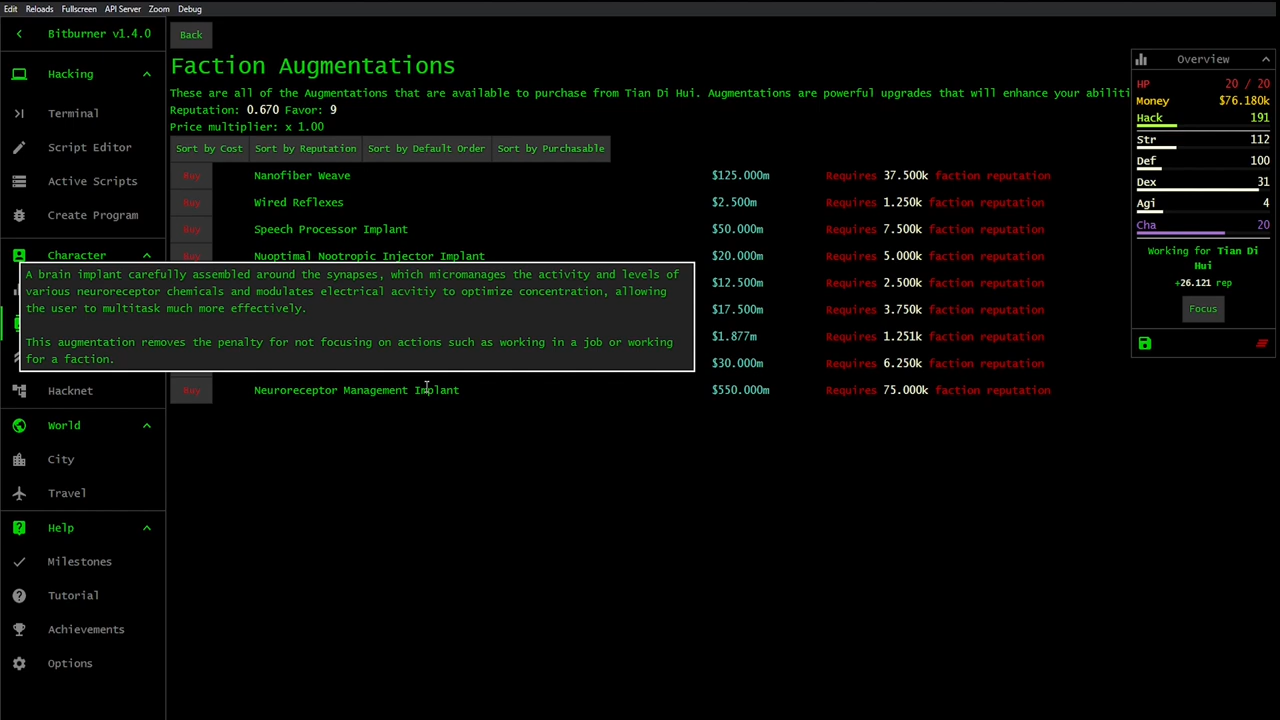 Edit Reloads Fullscreen API Server Zoom Debug
Bitburner v1.4.0
Hacking
Terminal
Script Editor
Active Scripts
Create Program
Character
Hacknet
World
City
Travel
Help
Milestones
Tutorial
Achievements
Options
Back
Faction Augmentations
These are all of the Augmentations that are available to purchase from Tian Di Hui. Augmentations are powerful upgrades that will enhance your abiliti
Reputation: 0.670 Favor: 9
Price multiplier: x 1.00
Sort by Cost Sort by Reputation Sort by Default Order Sort by Purchasable
Buy Nanofiber Weave $125.000m Requires 37.500k faction reputation
Buy Wired Reflexes $2.500m Requires 1.250k faction reputation
Buy Speech Processor Implant $50.000m Requires 7.500k faction reputation
Buy Nuoptimal Nootropic Injector Implant $20.000m Requires 5.000k faction reputation
$12.500m Requires 2.500k faction reputation
$17.500m Requires 3.750k faction reputation
$1.877m Requires 1.251k faction reputation
$30.000m Requires 6.250k faction reputation
Buy Neuroreceptor Management Implant $550.000m Requires 75.000k faction reputation
A brain implant carefully assembled around the synapses, which micromanages the activity and levels of
various neuroreceptor chemicals and modulates electrical acvitiy to optimize concentration, allowing
the user to multitask much more effectively.
This augmentation removes the penalty for not focusing on actions such as working in a job or working
for a faction.
Overview
HP 20 / 20
Money $76.180k
Hack 191
Str 112
Def 100
Dex 31
Agi 4
Cha 20
Working for Tian Di
Hui
+26.121 rep
Focus